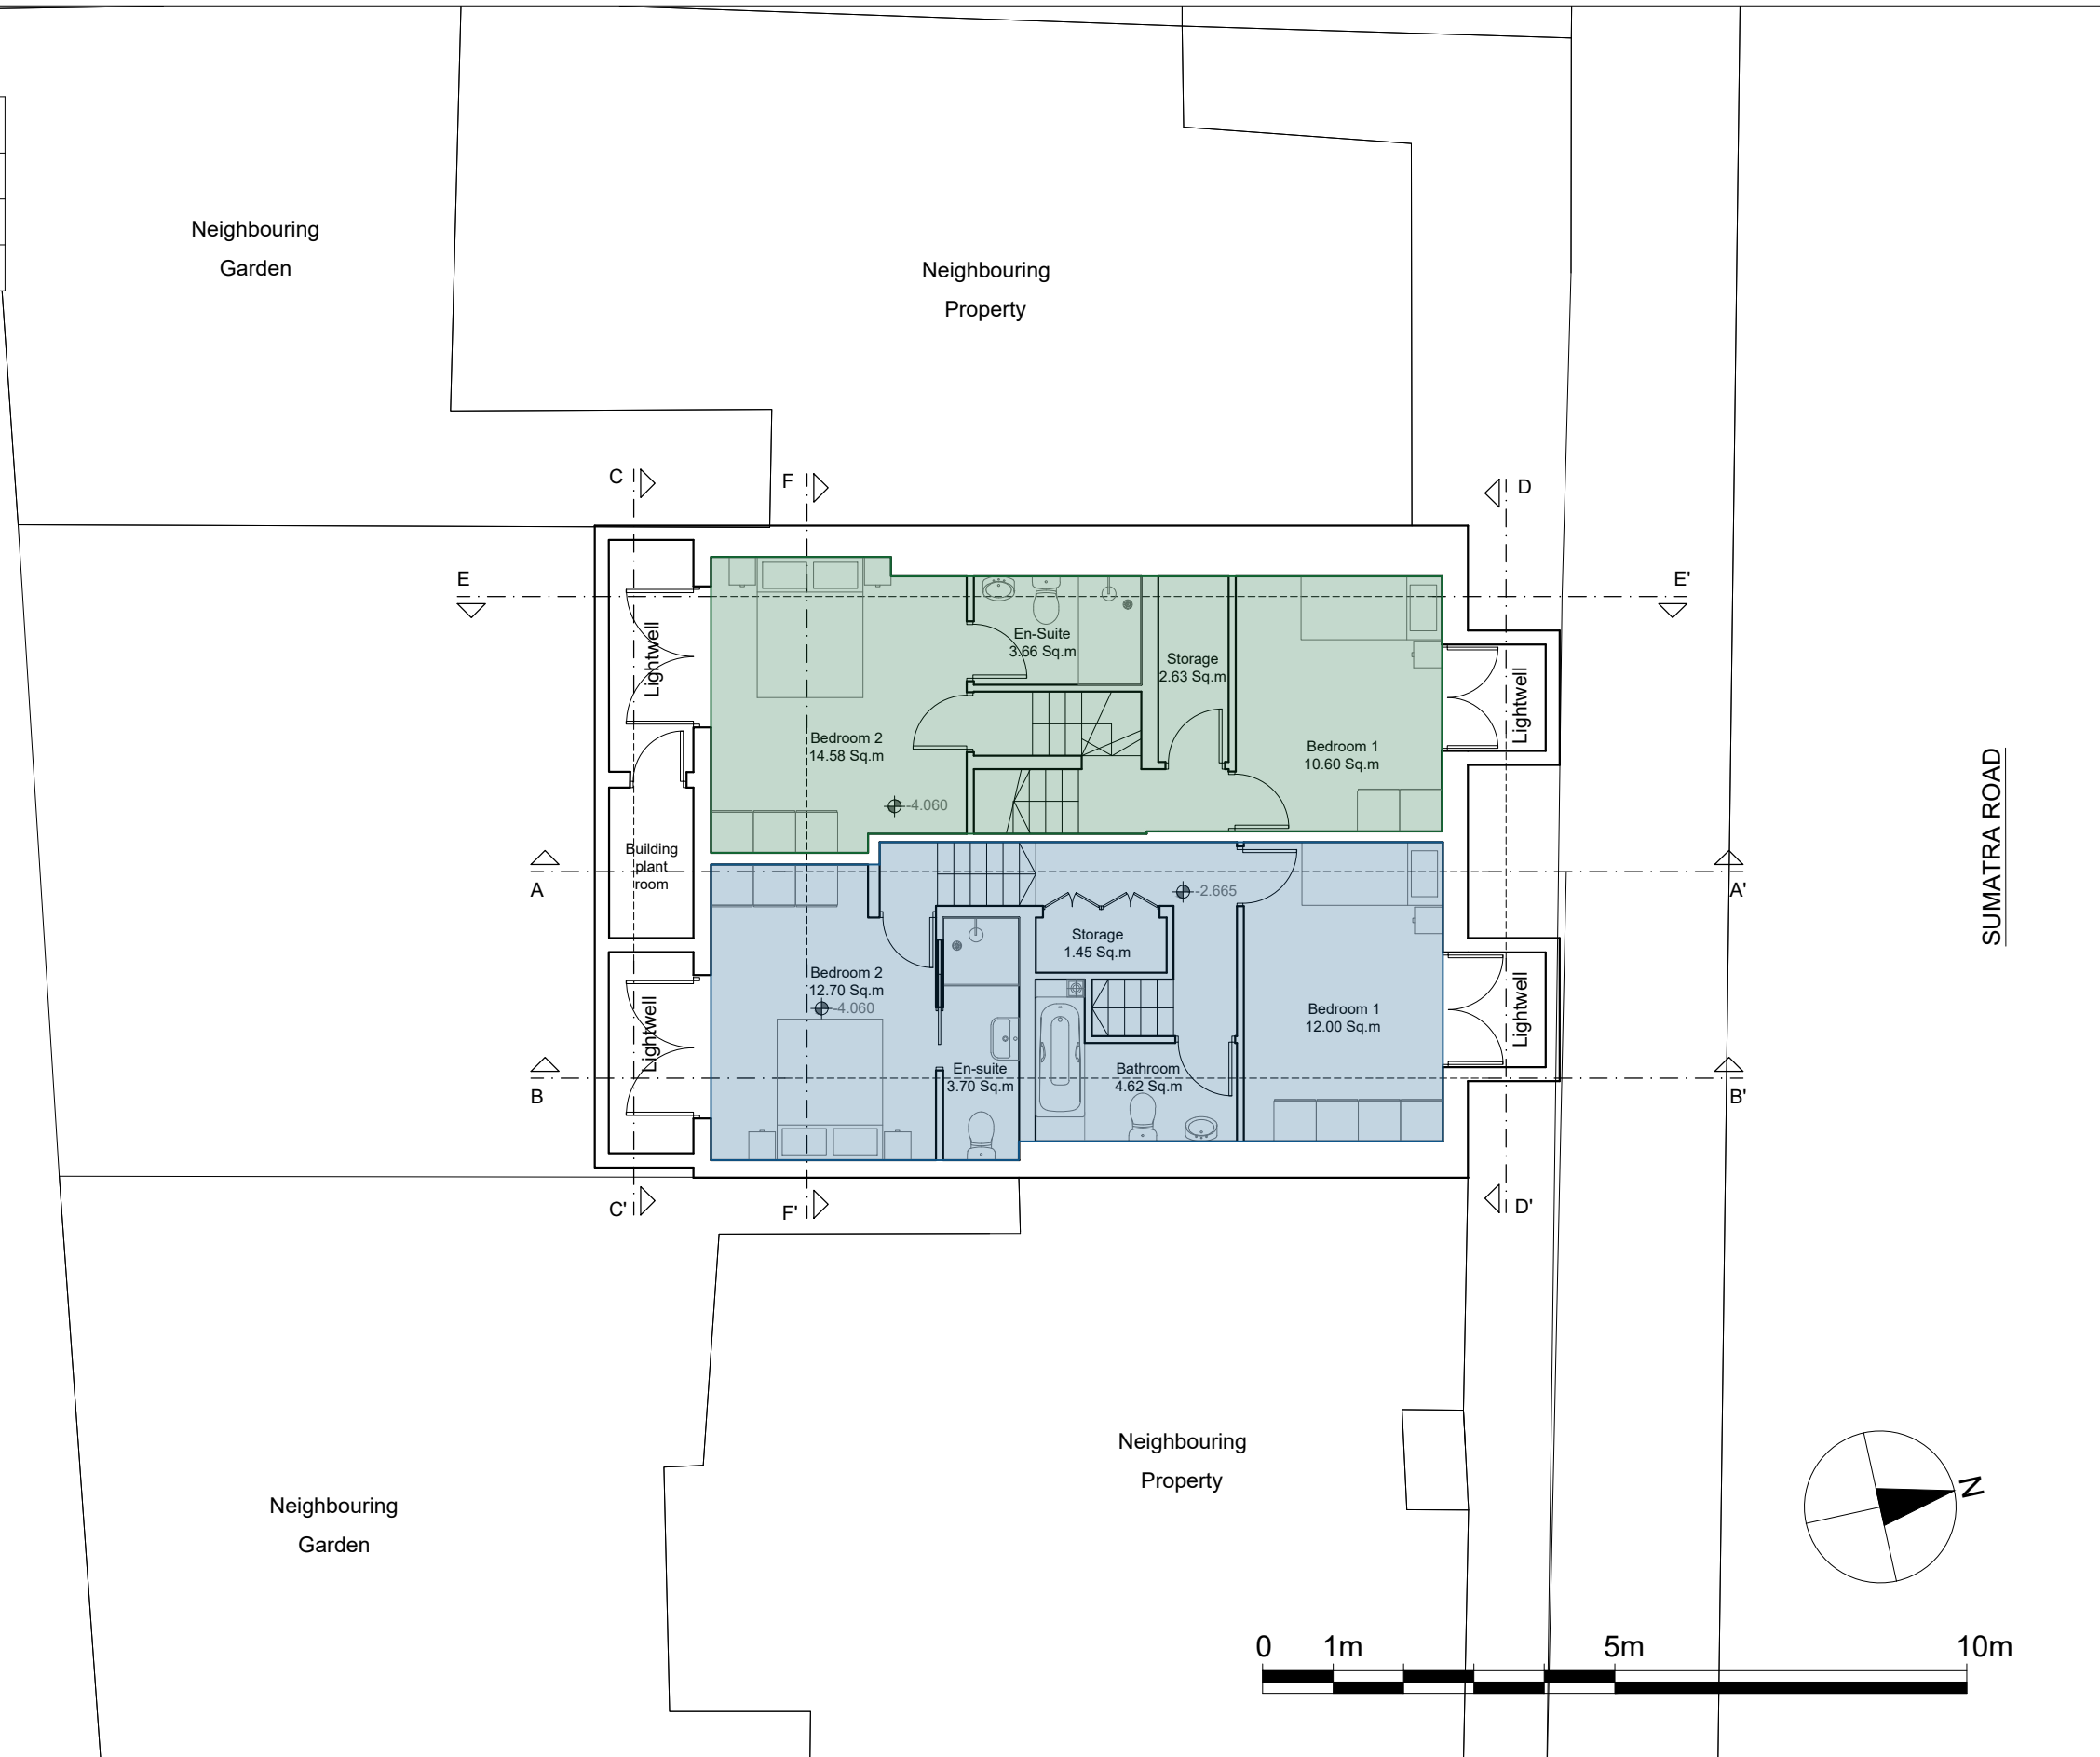 Neighbouring
Garden
Neighbouring
Property
C
F
D
E
E'
Lightwell
En-Suite
3.66 Sq.m
Storage
2.63 Sq.m
Lightwell
Bedroom 2
14.58 Sq.m
Bedroom 1
10.60 Sq.m
-4.060
SUMATRA ROAD
Building
plant
room
A
A'
-2.665
Storage
1.45 Sq.m
Bedroom 2
12.70 Sq.m
-4.060
Lightwell
Bedroom 1
12.00 Sq.m
Lightwell
En-suite
3.70 Sq.m
Bathroom
4.62 Sq.m
B
B'
C'
F'
D'
Neighbouring
Property
Neighbouring
Garden
N
0 1m 5m 10m